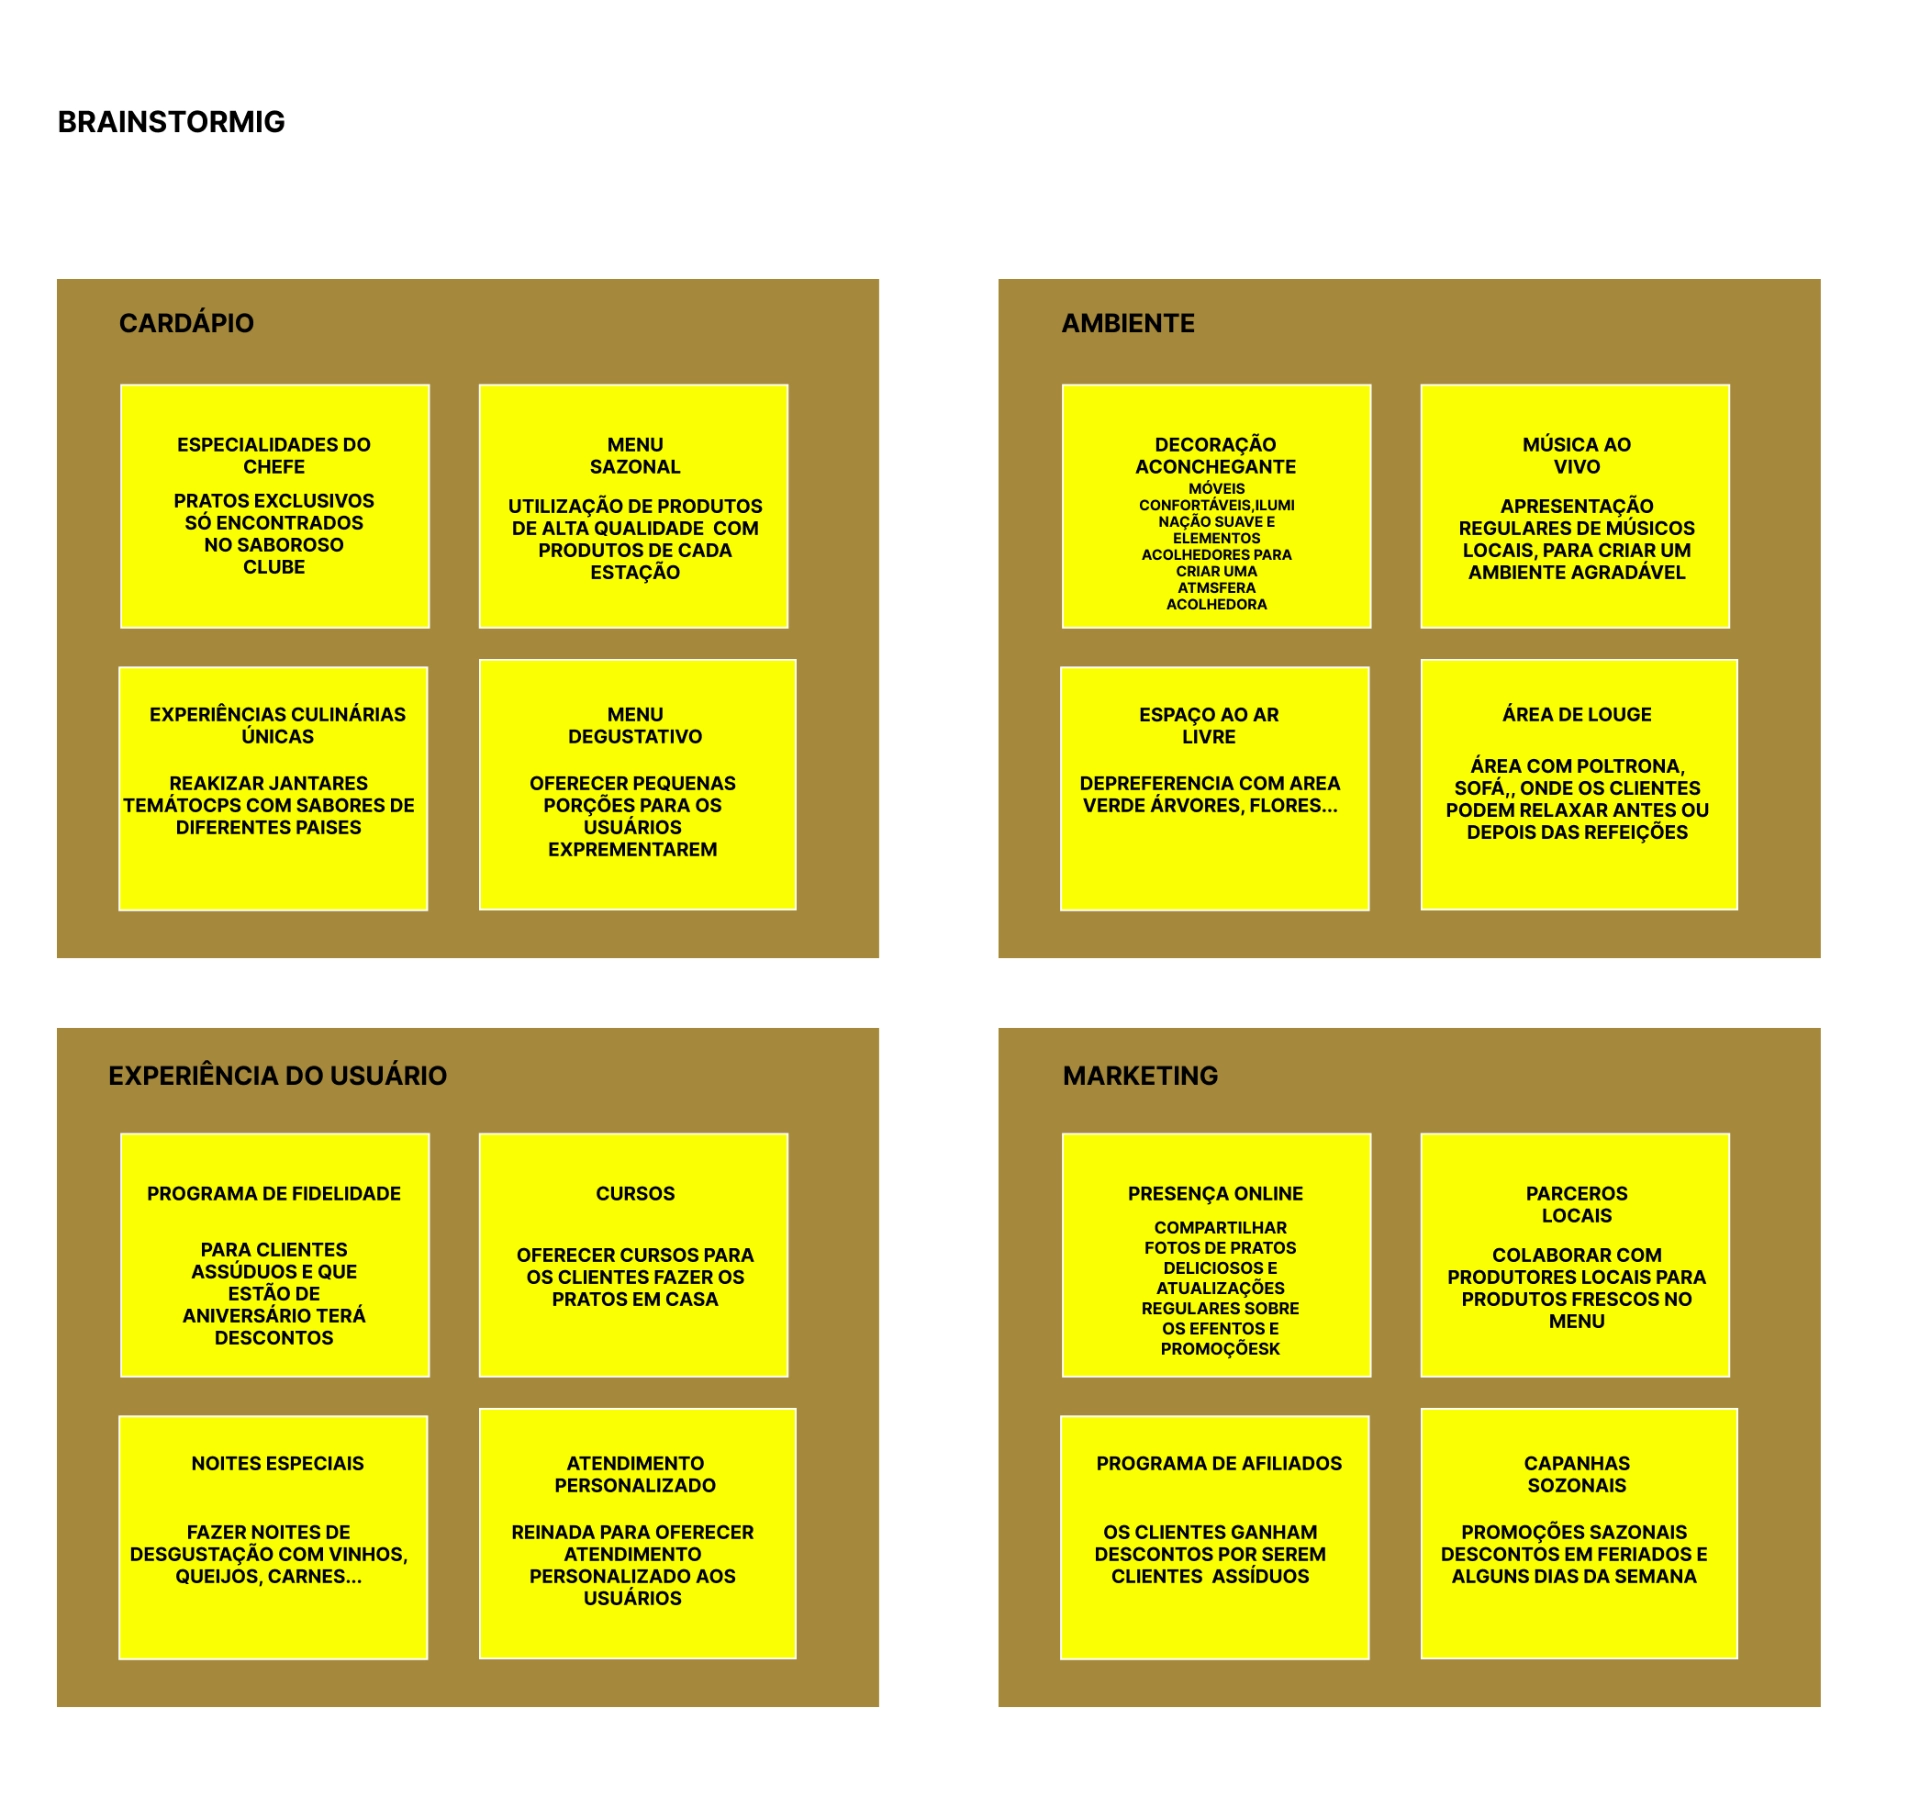 BRAINSTORMIG
CARDÁPIO
ESPECIALIDADES DO
CHEFE
PRATOS EXCLUSIVOS
SÓ ENCONTRADOS
NO SABOROSO
CLUBE
MENU
SAZONAL
UTILIZAÇÃO DE PRODUTOS
DE ALTA QUALIDADE  COM
PRODUTOS DE CADA
ESTAÇÃO
EXPERIÊNCIAS CULINÁRIAS
ÚNICAS
REAKIZAR JANTARES
TEMÁTOCPS COM SABORES DE
DIFERENTES PAISES
MENU
DEGUSTATIVO
OFERECER PEQUENAS
PORÇÕES PARA OS
USUÁRIOS
EXPREMENTAREM
AMBIENTE
DECORAÇÃO
ACONCHEGANTE
MÓVEIS
CONFORTÁVEIS,ILUMI
NAÇÃO SUAVE E
ELEMENTOS
ACOLHEDORES PARA
CRIAR UMA
ATMSFERA
ACOLHEDORA
MÚSICA AO
VIVO
APRESENTAÇÃO
REGULARES DE MÚSICOS
LOCAIS, PARA CRIAR UM
AMBIENTE AGRADÁVEL
ESPAÇO AO AR
LIVRE
DEPREFERENCIA COM AREA
VERDE ÁRVORES, FLORES...
ÁREA DE LOUGE
ÁREA COM POLTRONA,
SOFÁ,, ONDE OS CLIENTES
PODEM RELAXAR ANTES OU
DEPOIS DAS REFEIÇÕES
EXPERIÊNCIA DO USUÁRIO
PROGRAMA DE FIDELIDADE
PARA CLIENTES
ASSÚDUOS E QUE
ESTÃO DE
ANIVERSÁRIO TERÁ
DESCONTOS
CURSOS
OFERECER CURSOS PARA
OS CLIENTES FAZER OS
PRATOS EM CASA
NOITES ESPECIAIS
FAZER NOITES DE
DESGUSTAÇÃO COM VINHOS,
QUEIJOS, CARNES...
ATENDIMENTO
PERSONALIZADO
REINADA PARA OFERECER
ATENDIMENTO
PERSONALIZADO AOS
USUÁRIOS
MARKETING
PRESENÇA ONLINE
COMPARTILHAR
FOTOS DE PRATOS
DELICIOSOS E
ATUALIZAÇÕES
REGULARES SOBRE
OS EFENTOS E
PROMOÇÕESK
PARCEROS
LOCAIS
COLABORAR COM
PRODUTORES LOCAIS PARA
PRODUTOS FRESCOS NO
MENU
PROGRAMA DE AFILIADOS
OS CLIENTES GANHAM
DESCONTOS POR SEREM
CLIENTES  ASSÍDUOS
CAPANHAS
SOZONAIS
PROMOÇÕES SAZONAIS
DESCONTOS EM FERIADOS E
ALGUNS DIAS DA SEMANA